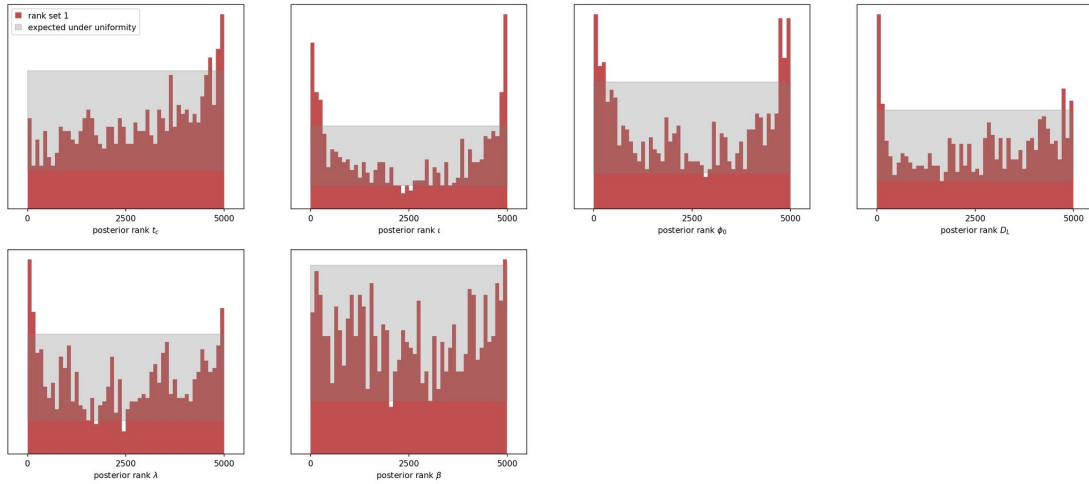 rank set 1
expected under uniformity
0 2500 5000
posterior rank t_c
0 2500 5000
posterior rank ι
0 2500 5000
posterior rank ϕ_0
0 2500 5000
posterior rank D_L
0 2500 5000
posterior rank λ
0 2500 5000
posterior rank β